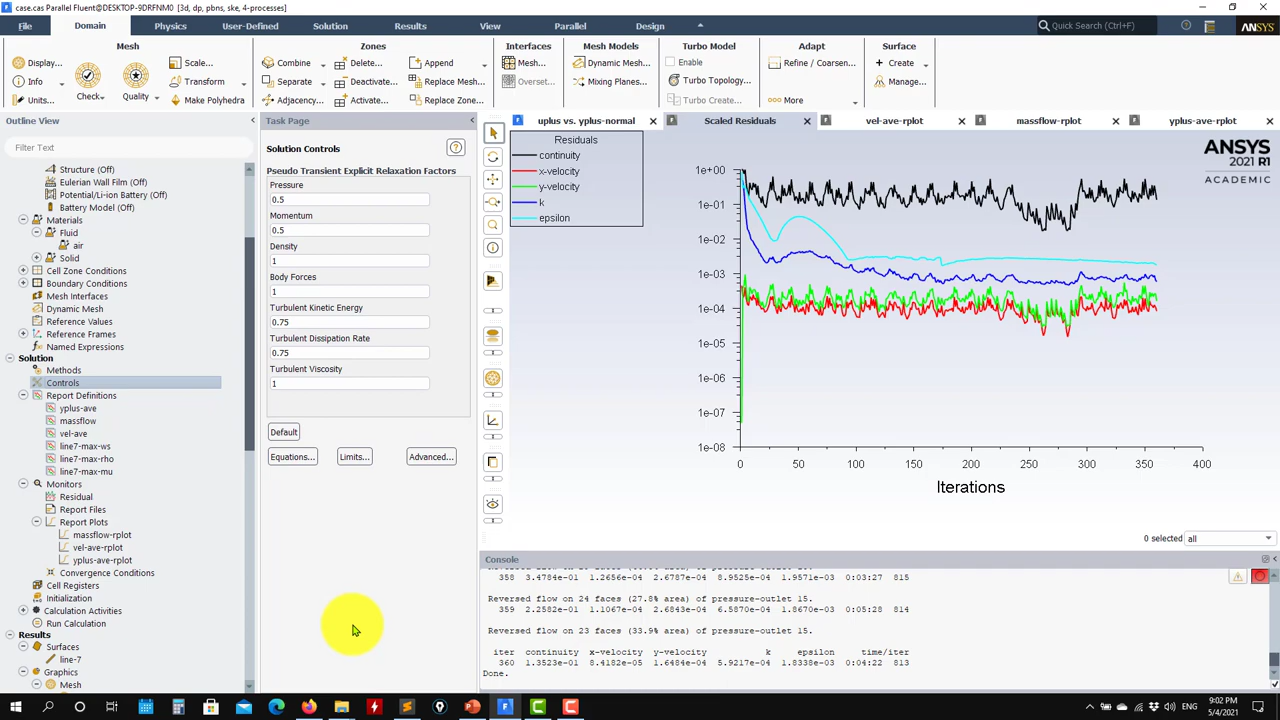 case.cas Parallel Fluent@DESKTOP-9DRFNM0 [3d, dp, pbns, ske, 4-processes]
File Domain Physics User-Defined Solution Results View Parallel Design Quick Search (Ctrl+F) ANSYS
Mesh Zones Interfaces Mesh Models Turbo Model Adapt Surface
Display... Scale... Combine Delete... Append Mesh... Dynamic Mesh... Enable Refine / Coarsen... Create
Info Transform Separate Deactivate... Replace Mesh... Overset... Mixing Planes... Turbo Topology... Manage...
Units... Check Quality Make Polyhedra Adjacency... Activate... Replace Zone... Turbo Create... More
Outline View
Filter Text
Structure (Off)
Eulerian Wall Film (Off)
Potential/Li-ion Battery (Off)
Battery Model (Off)
Materials
Fluid
air
Solid
Cell Zone Conditions
Boundary Conditions
Mesh Interfaces
Dynamic Mesh
Reference Values
Reference Frames
Named Expressions
Solution
Methods
Controls
Report Definitions
yplus-ave
massflow
vel-ave
line7-max-ws
line7-max-rho
line7-max-mu
Monitors
Residual
Report Files
Report Plots
massflow-rplot
vel-ave-rplot
yplus-ave-rplot
Convergence Conditions
Cell Registers
Initialization
Calculation Activities
Run Calculation
Results
Surfaces
line-7
Graphics
Mesh
Task Page
Solution Controls
Pseudo Transient Explicit Relaxation Factors
Pressure
0.5
Momentum
0.5
Density
1
Body Forces
1
Turbulent Kinetic Energy
0.75
Turbulent Dissipation Rate
0.75
Turbulent Viscosity
1
Default
Equations... Limits... Advanced...
uplus vs. yplus-normal Scaled Residuals vel-ave-rplot massflow-rplot yplus-ave-rplot
Residuals
continuity
x-velocity
y-velocity
k
epsilon
ANSYS
2021 R1
ACADEMIC
1e+00
1e-01
1e-02
1e-03
1e-04
1e-05
1e-06
1e-07
1e-08
0 50 100 150 200 250 300 350 400
Iterations
0 selected all
Console
358 3.4784e-01 1.2656e-04 2.6787e-04 8.9525e-04 1.9571e-03 0:03:27 815
Reversed flow on 24 faces (27.8% area) of pressure-outlet 15.
359 2.2582e-01 1.1067e-04 2.6843e-04 6.5870e-04 1.8670e-03 0:05:28 814
Reversed flow on 23 faces (33.9% area) of pressure-outlet 15.
iter continuity x-velocity y-velocity k epsilon time/iter
360 1.3523e-01 8.4182e-05 1.6484e-04 5.9217e-04 1.8338e-03 0:04:22 813
Done.
ENG
9:02 PM
5/4/2021